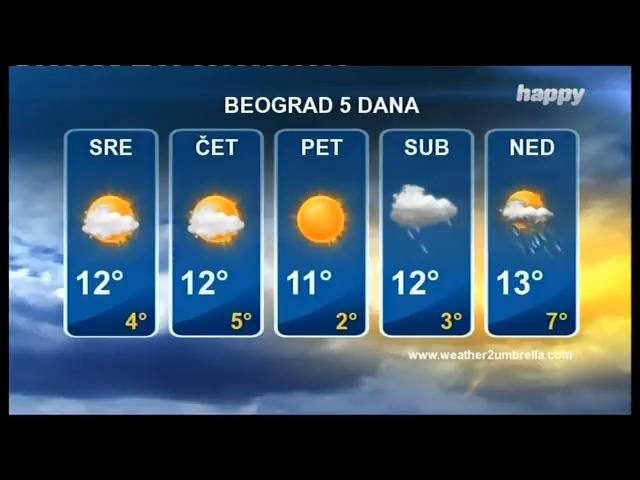 happy
BEOGRAD 5 DANA
SRE ČET PET SUB NED
12° 12° 11° 12° 13°
4° 5° 2° 3° 7°
www.weather2umbrella.com